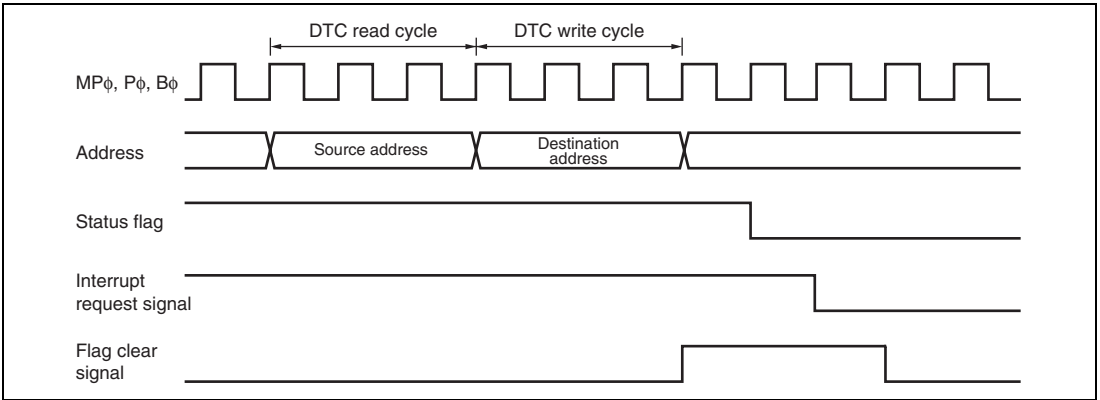 DTC read cycle
DTC write cycle
MPϕ, Pϕ, Bϕ
Address
Source address
Destination
address
Status flag
Interrupt
request signal
Flag clear
signal